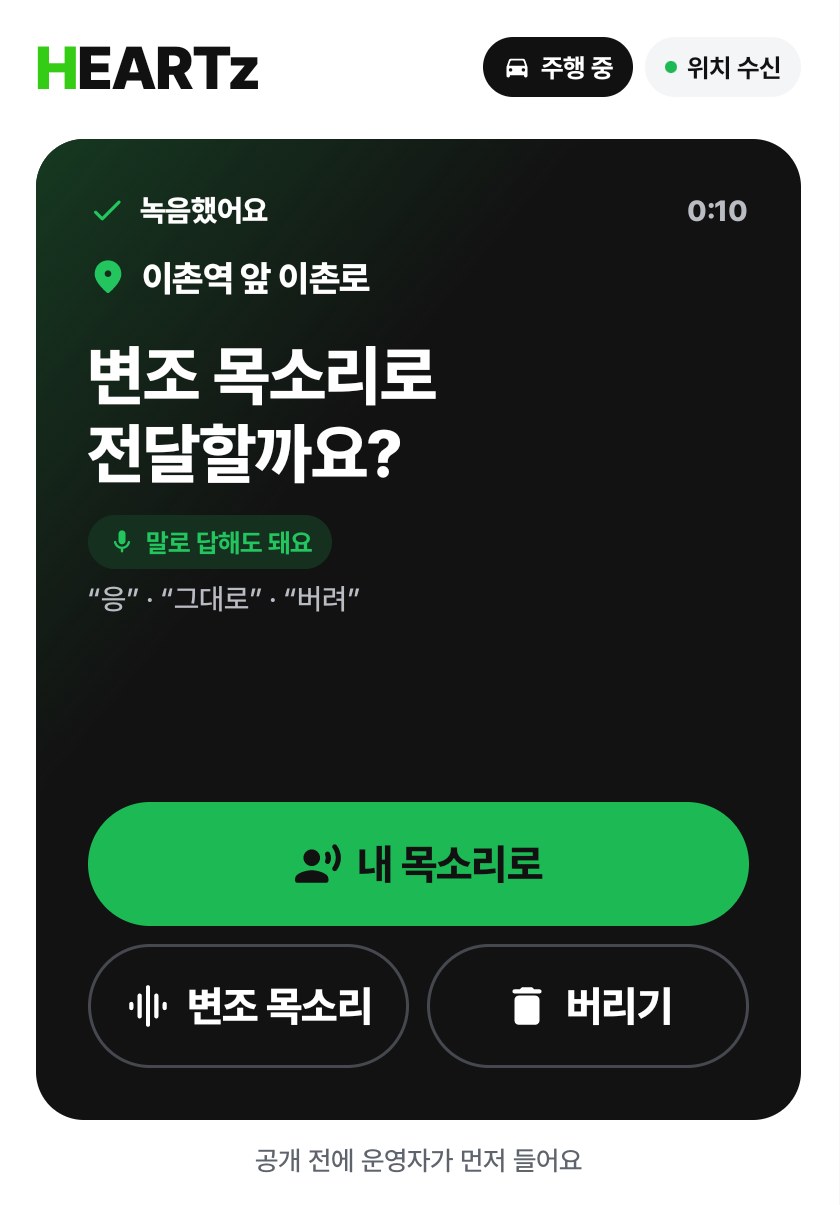 HEARTz
주행 중
위치 수신
녹음했어요
0:10
이촌역 앞 이촌로
변조 목소리로
전달할까요?
말로 답해도 돼요
“응” · “그대로” · “버려”
내 목소리로
변조 목소리
버리기
공개 전에 운영자가 먼저 들어요